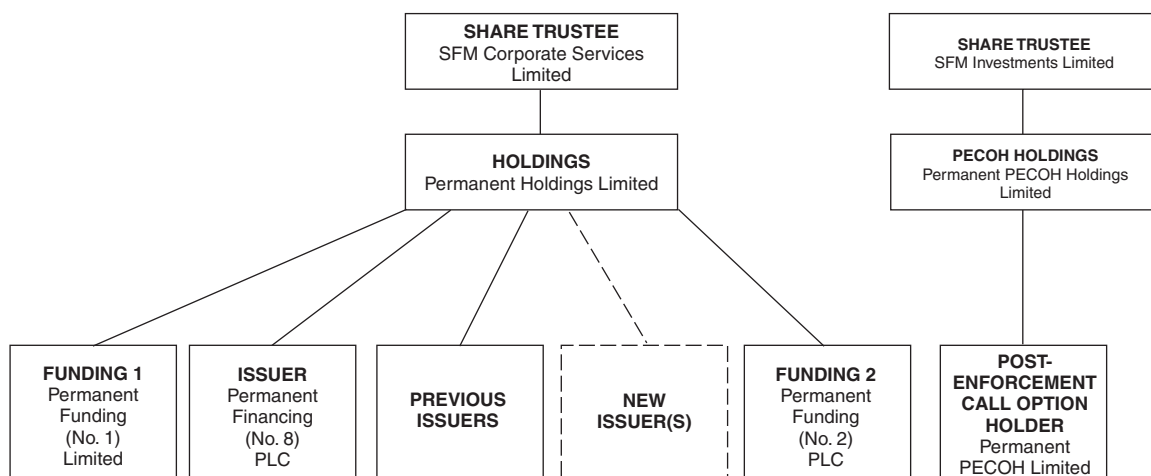 SHARE TRUSTEE
SFM Corporate Services
Limited
SHARE TRUSTEE
SFM Investments Limited
HOLDINGS
Permanent Holdings Limited
PECOH HOLDINGS
Permanent PECOH Holdings
Limited
FUNDING 1
Permanent
Funding
(No. 1)
Limited
ISSUER
Permanent
Financing
(No. 8)
PLC
PREVIOUS
ISSUERS
NEW
ISSUER(S)
FUNDING 2
Permanent
Funding
(No. 2)
PLC
POST-
ENFORCEMENT
CALL OPTION
HOLDER
Permanent
PECOH Limited